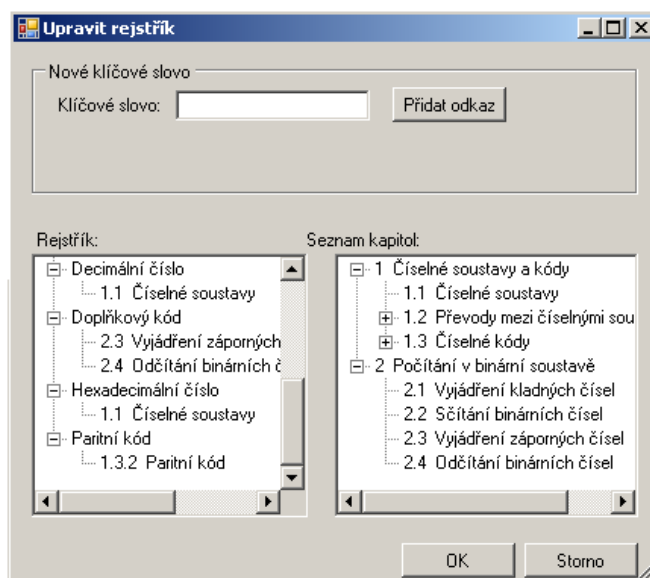 Upravit rejstřík
Nové klíčové slovo
Klíčové slovo:
Přidat odkaz
Rejstřík:
Decimální číslo
1.1 Číselné soustavy
Doplňkový kód
2.3 Vyjádření záporných
2.4 Odčítání binárních č
Hexadecimální číslo
1.1 Číselné soustavy
Paritní kód
1.3.2 Paritní kód
Seznam kapitol:
1 Číselné soustavy a kódy
1.1 Číselné soustavy
1.2 Převody mezi číselnými sou
1.3 Číselné kódy
2 Počítání v binární soustavě
2.1 Vyjádření kladných čísel
2.2 Sčítání binárních čísel
2.3 Vyjádření záporných čísel
2.4 Odčítání binárních čísel
OK
Storno